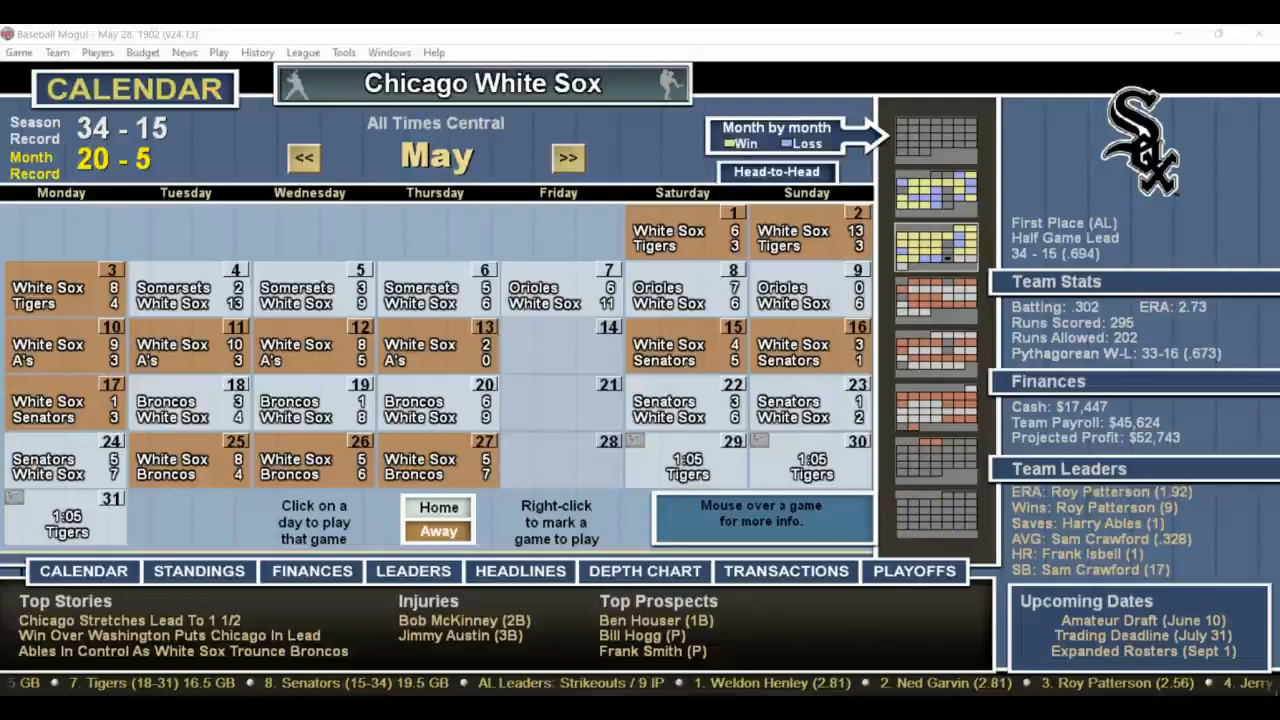 Baseball Mogul - May 28, 1902 (v24.13)
Game Team Players Budget News Play History League Tools Windows Help
CALENDAR
Chicago White Sox
Season Record 34 - 15
Month Record 20 - 5
All Times Central
<< May >>
Month by month
Win Loss
Head-to-Head
Monday Tuesday Wednesday Thursday Friday Saturday Sunday
1 2
White Sox 6 White Sox 13
Tigers 3 Tigers 3
3 4 5 6 7 8 9
White Sox 8 Somersets 2 Somersets 3 Somersets 5 Orioles 6 Orioles 7 Orioles 0
Tigers 4 White Sox 13 White Sox 9 White Sox 6 White Sox 11 White Sox 6 White Sox 6
10 11 12 13 14 15 16
White Sox 9 White Sox 10 White Sox 8 White Sox 2 White Sox 4 White Sox 3
A's 3 A's 3 A's 5 A's 0 Senators 5 Senators 1
17 18 19 20 21 22 23
White Sox 1 Broncos 3 Broncos 1 Broncos 6 Senators 3 Senators 1
Senators 3 White Sox 4 White Sox 8 White Sox 9 White Sox 6 White Sox 2
24 25 26 27 28 29 30
Senators 5 White Sox 8 White Sox 5 White Sox 5 1:05 1:05
White Sox 7 Broncos 4 Broncos 6 Broncos 7 Tigers Tigers
31
1:05
Tigers
Click on a
day to play
that game
Home
Away
Right-click
to mark a
game to play
Mouse over a game
for more info.
Sox
First Place (AL)
Half Game Lead
34 - 15 (.694)
Team Stats
Batting: .302 ERA: 2.73
Runs Scored: 295
Runs Allowed: 202
Pythagorean W-L: 33-16 (.673)
Finances
Cash: $17,447
Team Payroll: $45,624
Projected Profit: $52,743
Team Leaders
ERA: Roy Patterson (1.92)
Wins: Roy Patterson (9)
Saves: Harry Ables (1)
AVG: Sam Crawford (.328)
HR: Frank Isbell (1)
SB: Sam Crawford (17)
CALENDAR STANDINGS FINANCES LEADERS HEADLINES DEPTH CHART TRANSACTIONS PLAYOFFS
Top Stories
Chicago Stretches Lead To 1 1/2
Win Over Washington Puts Chicago In Lead
Ables In Control As White Sox Trounce Broncos
Injuries
Bob McKinney (2B)
Jimmy Austin (3B)
Top Prospects
Ben Houser (1B)
Bill Hogg (P)
Frank Smith (P)
Upcoming Dates
Amateur Draft (June 10)
Trading Deadline (July 31)
Expanded Rosters (Sept 1)
5 GB • 7. Tigers (18-31) 16.5 GB • 8. Senators (15-34) 19.5 GB • AL Leaders: Strikeouts / 9 IP • 1. Weldon Henley (2.81) • 2. Ned Garvin (2.81) • 3. Roy Patterson (2.56) • 4. Jerry